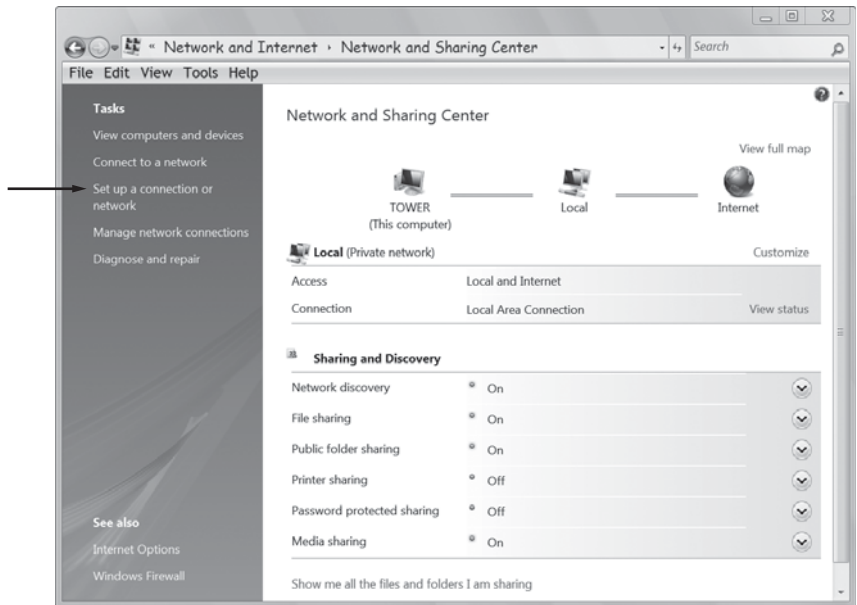 « Network and Internet › Network and Sharing Center
Search
File Edit View Tools Help
Tasks
View computers and devices
Connect to a network
Set up a connection or
network
Manage network connections
Diagnose and repair
See also
Internet Options
Windows Firewall
Network and Sharing Center
View full map
TOWER
(This computer)
Local
Internet
Local (Private network)
Customize
Access Local and Internet
Connection Local Area Connection View status
Sharing and Discovery
Network discovery On
File sharing On
Public folder sharing On
Printer sharing Off
Password protected sharing Off
Media sharing On
Show me all the files and folders I am sharing